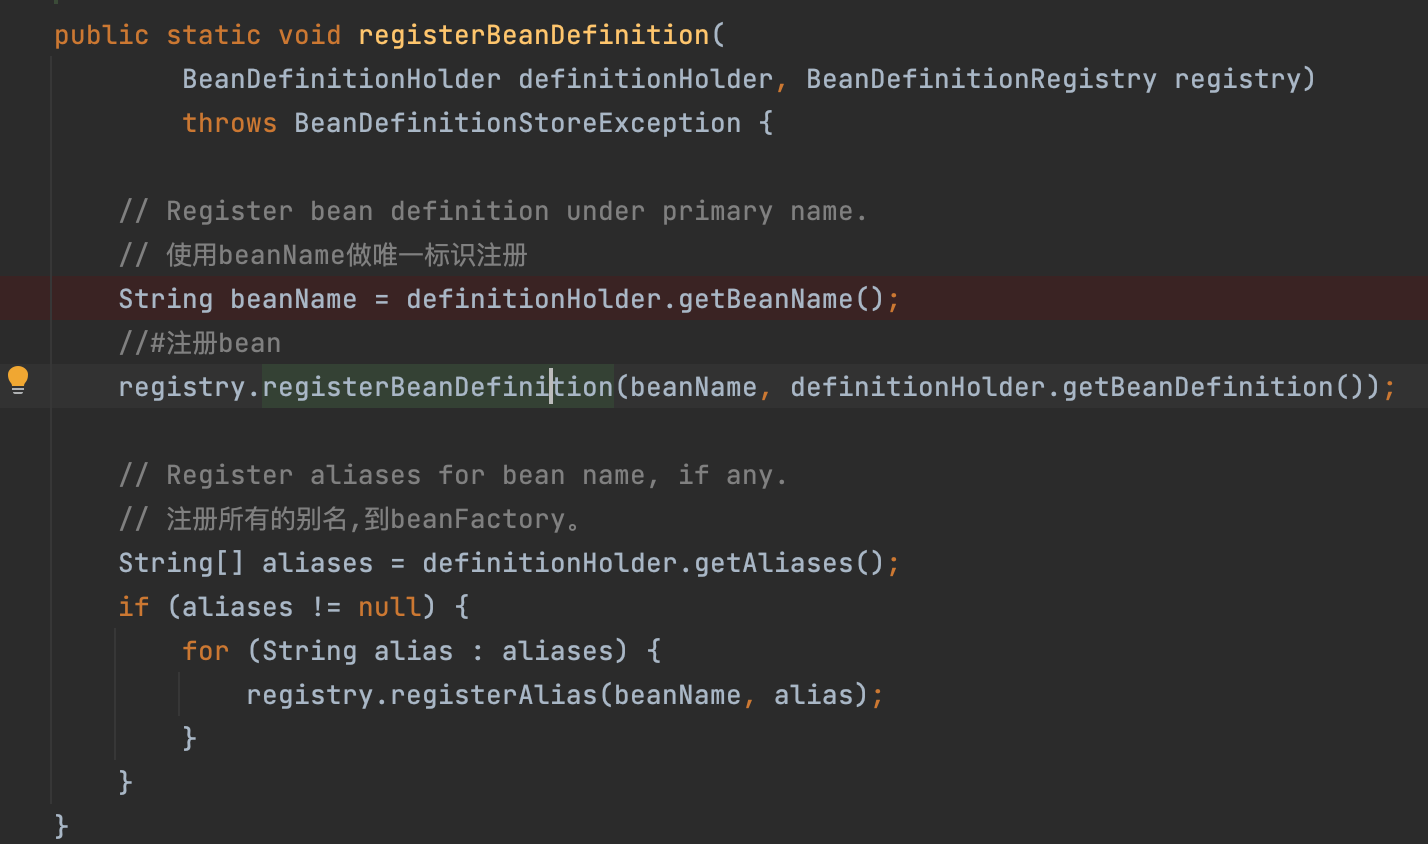 public static void registerBeanDefinition(
BeanDefinitionHolder definitionHolder, BeanDefinitionRegistry registry)
throws BeanDefinitionStoreException {
// Register bean definition under primary name.
// 使用beanName做唯一标识注册
String beanName = definitionHolder.getBeanName();
//#注册bean
registry.registerBeanDefinition(beanName, definitionHolder.getBeanDefinition());
// Register aliases for bean name, if any.
// 注册所有的别名,到beanFactory。
String[] aliases = definitionHolder.getAliases();
if (aliases != null) {
for (String alias : aliases) {
registry.registerAlias(beanName, alias);
}
}
}